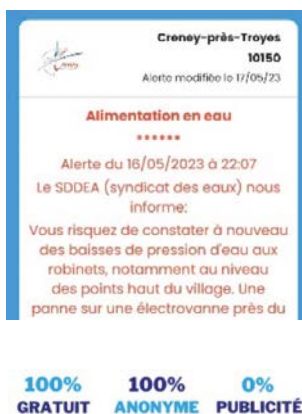 Creney-près-Troyes
10150
Alerte modifiée le 17/05/23
Alimentation en eau
******
Alerte du 16/05/2023 à 22:07
Le SDDEA (syndicat des eaux) nous
informe:
Vous risquez de constater à nouveau
des baisses de pression d'eau aux
robinets, notamment au niveau
des points haut du village. Une
panne sur une électrovanne près du
100% 100% 0%
GRATUIT ANONYME PUBLICITÉ